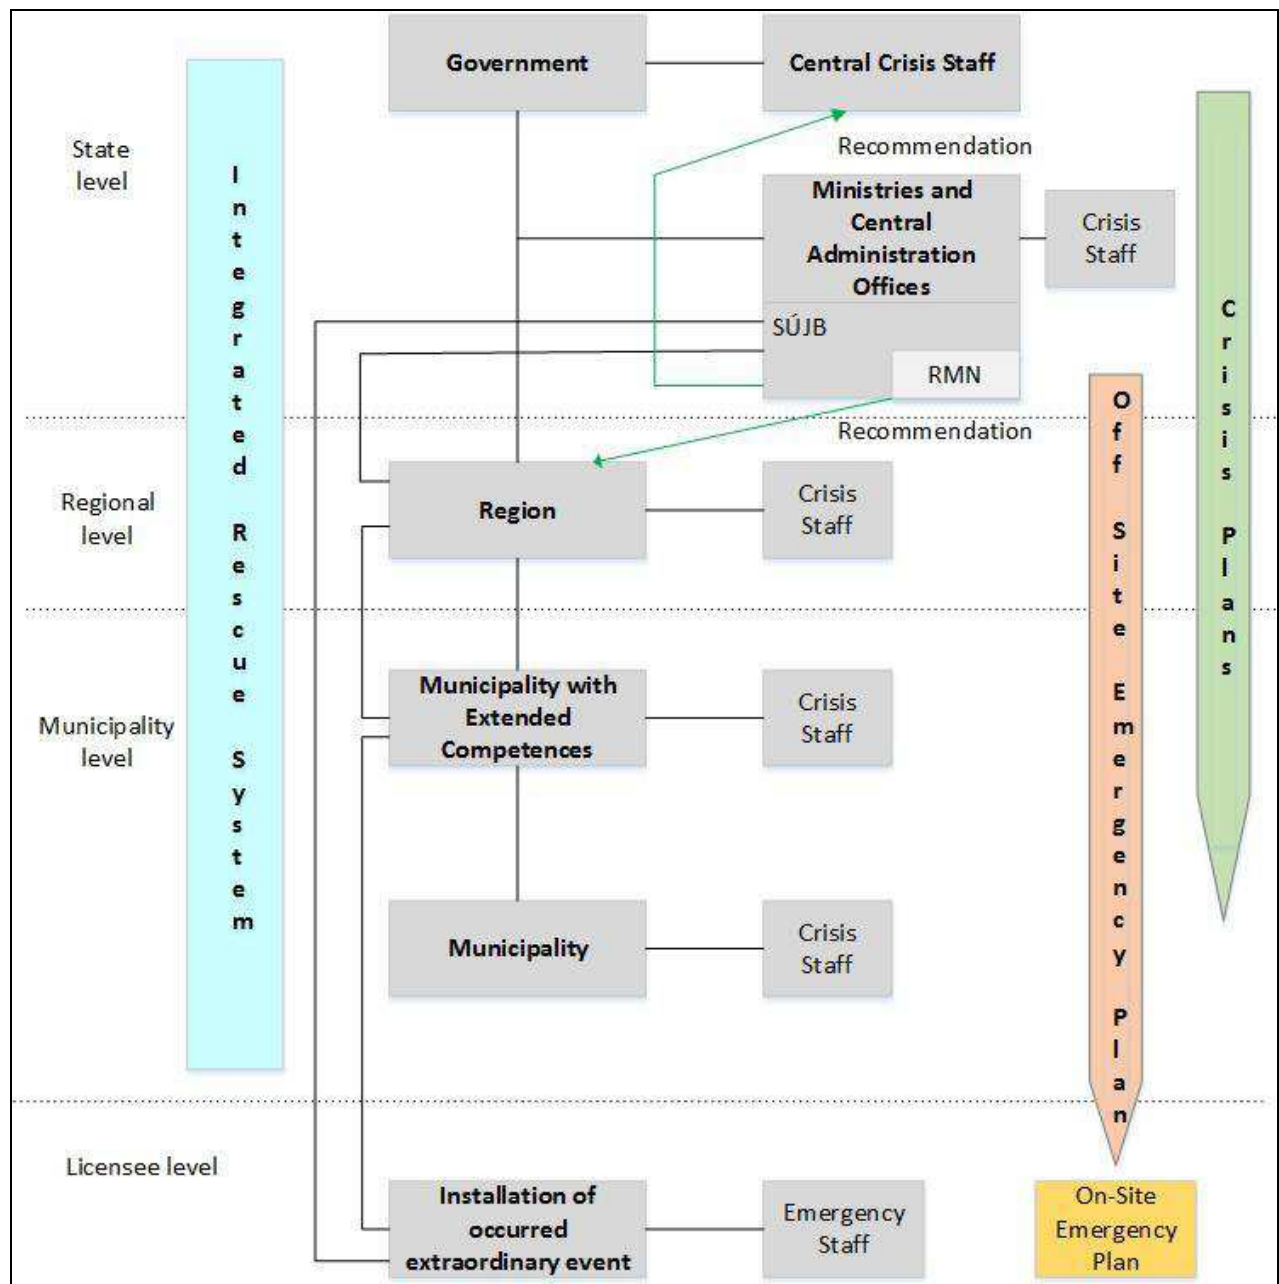 Government
Central Crisis Staff
State
level
Recommendation
Ministries and
Central
Administration
Offices
Crisis
Staff
SÚJB
RMN
Recommendation
Regional
level
Region
Crisis
Staff
Municipality
level
Municipality with
Extended
Competences
Crisis
Staff
Municipality
Crisis
Staff
Licensee level
Installation of
occurred
extraordinary event
Emergency
Staff
On-Site
Emergency
Plan
Integrated Rescue System
Off Site Emergency Plan
Crisis Plans